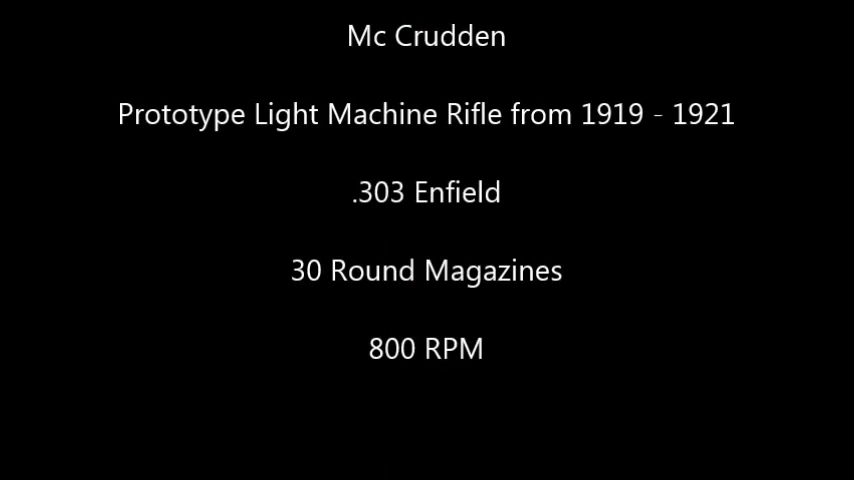 Mc Crudden
Prototype Light Machine Rifle from 1919 - 1921
.303 Enfield
30 Round Magazines
800 RPM